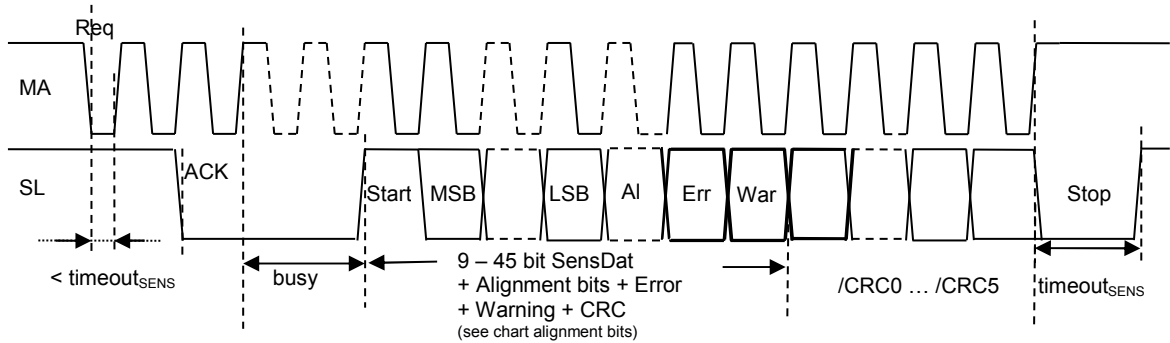 Req
MA
SL
ACK
Start
MSB
LSB
Al
Err
War
Stop
< timeoutSENS
busy
9 – 45 bit SensDat
+ Alignment bits + Error
+ Warning + CRC
(see chart alignment bits)
/CRC0 … /CRC5
timeoutSENS